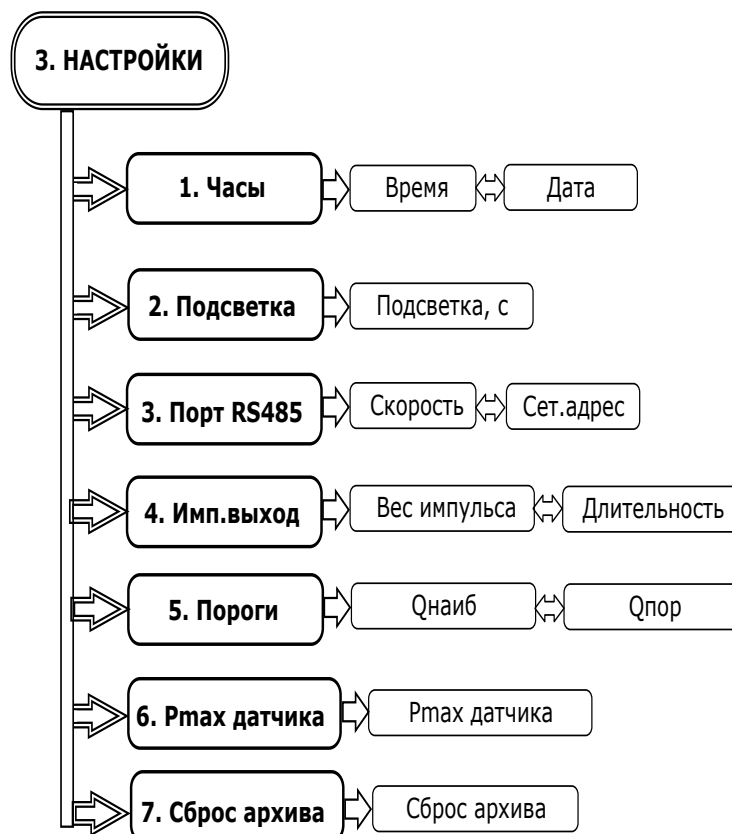 3. НАСТРОЙКИ
1. Часы Время Дата
2. Подсветка Подсветка, с
3. Порт RS485 Скорость Сет.адрес
4. Имп.выход Вес импульса Длительность
5. Пороги Qнаиб Qпор
6. Pmax датчика Pmax датчика
7. Сброс архива Сброс архива